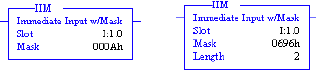 IIM
Immediate Input w/Mask
Slot I:1.0
Mask 000Ah
IIM
Immediate Input w/Mask
Slot I:1.0
Mask 0696h
Length 2